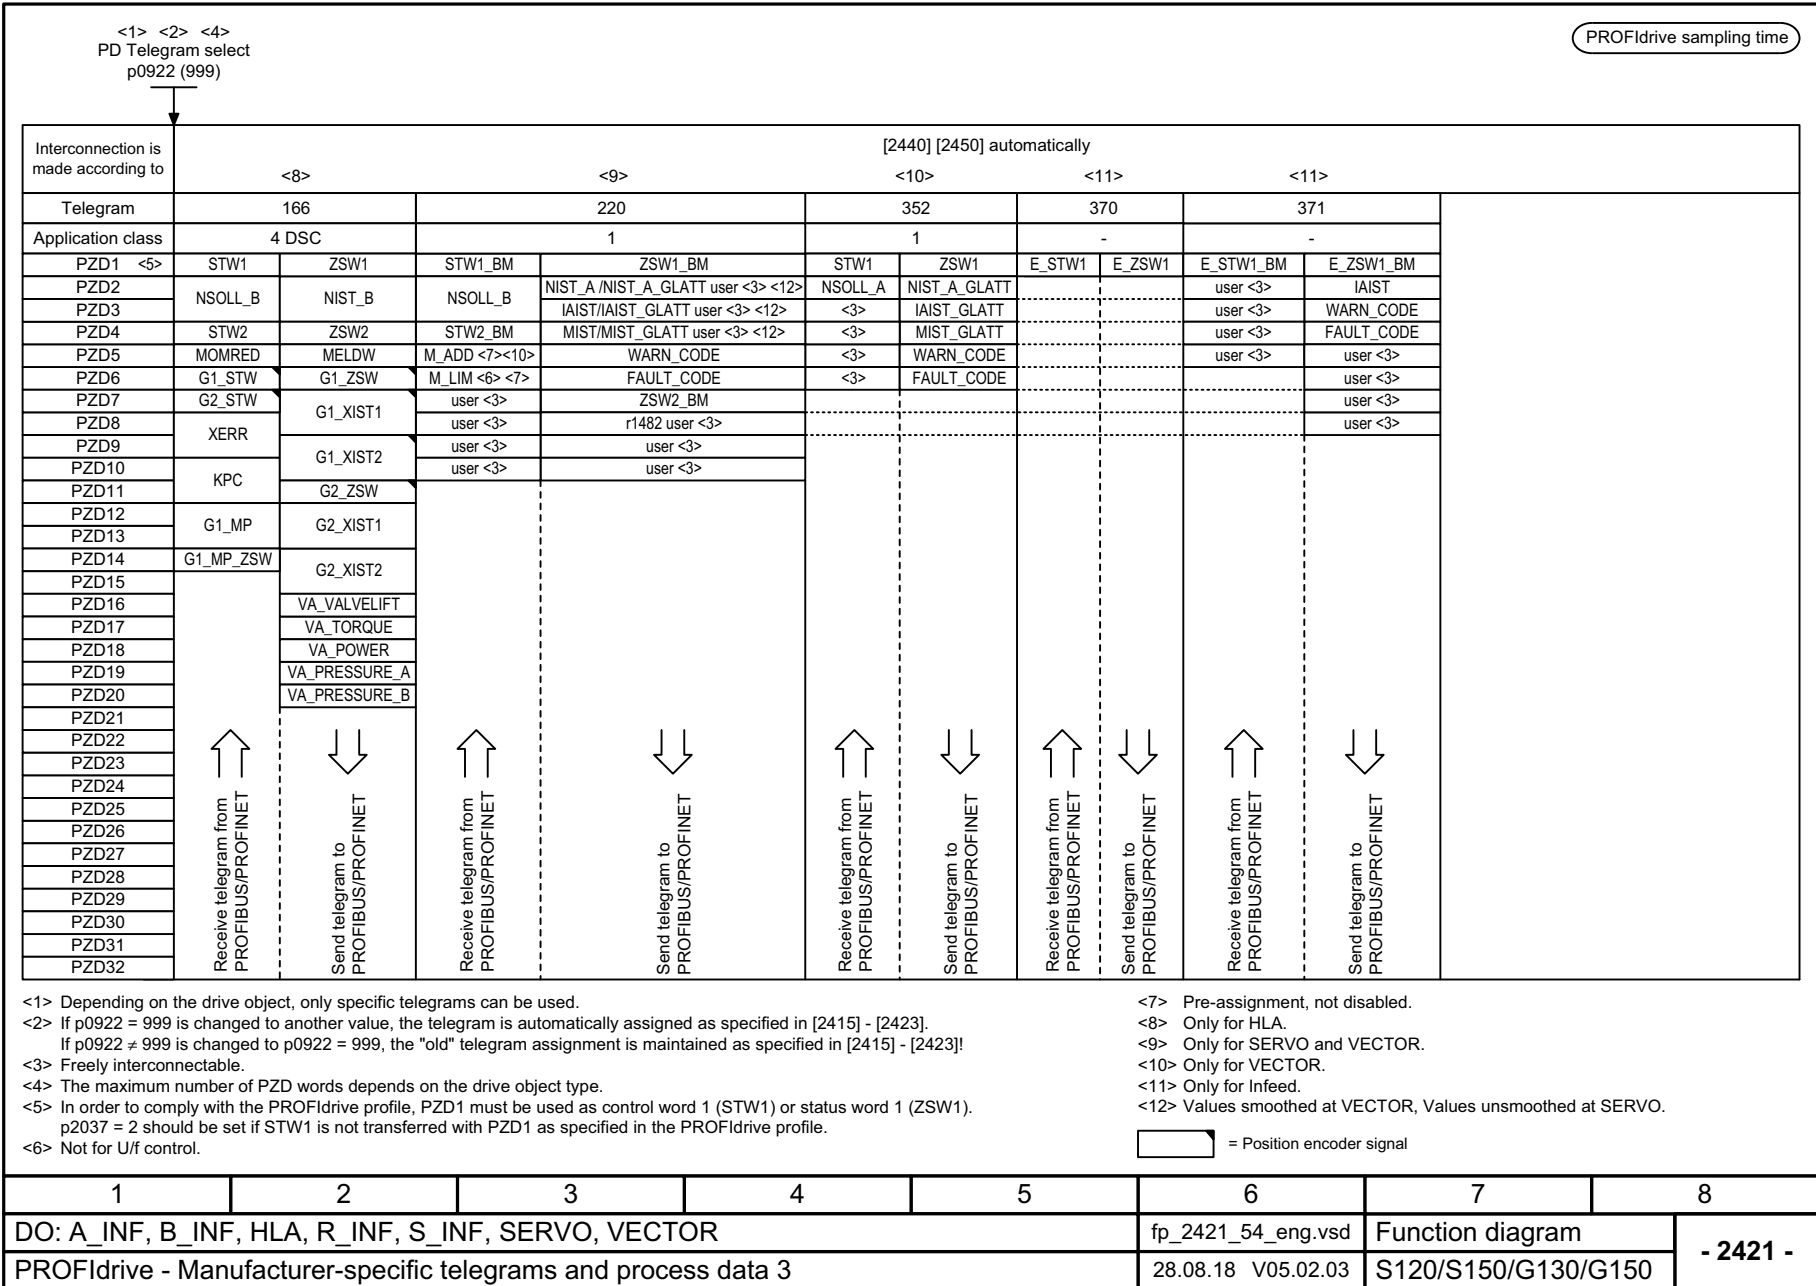 <1> <2> <4>
PD Telegram select
p0922 (999)
PROFIdrive sampling time
Interconnection is
made according to
[2440] [2450] automatically
<8> <9> <10> <11> <11>
Telegram 166 220 352 370 371
Application class 4 DSC 1 1 - -
PZD1 <5> STW1 ZSW1 STW1_BM ZSW1_BM STW1 ZSW1 E_STW1 E_ZSW1 E_STW1_BM E_ZSW1_BM
PZD2 NSOLL_B NIST_B NSOLL_B NIST_A /NIST_A_GLATT user <3> <12> NSOLL_A NIST_A_GLATT user <3> IAIST
PZD3 IAIST/IAIST_GLATT user <3> <12> <3> IAIST_GLATT user <3> WARN_CODE
PZD4 STW2 ZSW2 STW2_BM MIST/MIST_GLATT user <3> <12> <3> MIST_GLATT user <3> FAULT_CODE
PZD5 MOMRED MELDW M_ADD <7><10> WARN_CODE <3> WARN_CODE user <3> user <3>
PZD6 G1_STW G1_ZSW M_LIM <6> <7> FAULT_CODE <3> FAULT_CODE user <3>
PZD7 G2_STW G1_XIST1 user <3> ZSW2_BM user <3>
PZD8 XERR user <3> r1482 user <3> user <3>
PZD9 G1_XIST2 user <3> user <3>
PZD10 KPC user <3> user <3>
PZD11 G2_ZSW
PZD12 G1_MP G2_XIST1
PZD13
PZD14 G1_MP_ZSW G2_XIST2
PZD15
PZD16 VA_VALVELIFT
PZD17 VA_TORQUE
PZD18 VA_POWER
PZD19 VA_PRESSURE_A
PZD20 VA_PRESSURE_B
PZD21
PZD22
PZD23
PZD24
PZD25
PZD26
PZD27
PZD28
PZD29
PZD30
PZD31
PZD32
Receive telegram from
PROFIBUS/PROFINET
Send telegram to
PROFIBUS/PROFINET
Receive telegram from
PROFIBUS/PROFINET
Send telegram to
PROFIBUS/PROFINET
Receive telegram from
PROFIBUS/PROFINET
Send telegram to
PROFIBUS/PROFINET
Receive telegram from
PROFIBUS/PROFINET
Send telegram to
PROFIBUS/PROFINET
Receive telegram from
PROFIBUS/PROFINET
Send telegram to
PROFIBUS/PROFINET
<1> Depending on the drive object, only specific telegrams can be used.
<2> If p0922 = 999 is changed to another value, the telegram is automatically assigned as specified in [2415] - [2423].
If p0922 ≠ 999 is changed to p0922 = 999, the "old" telegram assignment is maintained as specified in [2415] - [2423]!
<3> Freely interconnectable.
<4> The maximum number of PZD words depends on the drive object type.
<5> In order to comply with the PROFIdrive profile, PZD1 must be used as control word 1 (STW1) or status word 1 (ZSW1).
p2037 = 2 should be set if STW1 is not transferred with PZD1 as specified in the PROFIdrive profile.
<6> Not for U/f control.
<7> Pre-assignment, not disabled.
<8> Only for HLA.
<9> Only for SERVO and VECTOR.
<10> Only for VECTOR.
<11> Only for Infeed.
<12> Values smoothed at VECTOR, Values unsmoothed at SERVO.
= Position encoder signal
1 2 3 4 5 6 7 8
DO: A_INF, B_INF, HLA, R_INF, S_INF, SERVO, VECTOR fp_2421_54_eng.vsd Function diagram
- 2421 -
PROFIdrive - Manufacturer-specific telegrams and process data 3 28.08.18 V05.02.03 S120/S150/G130/G150